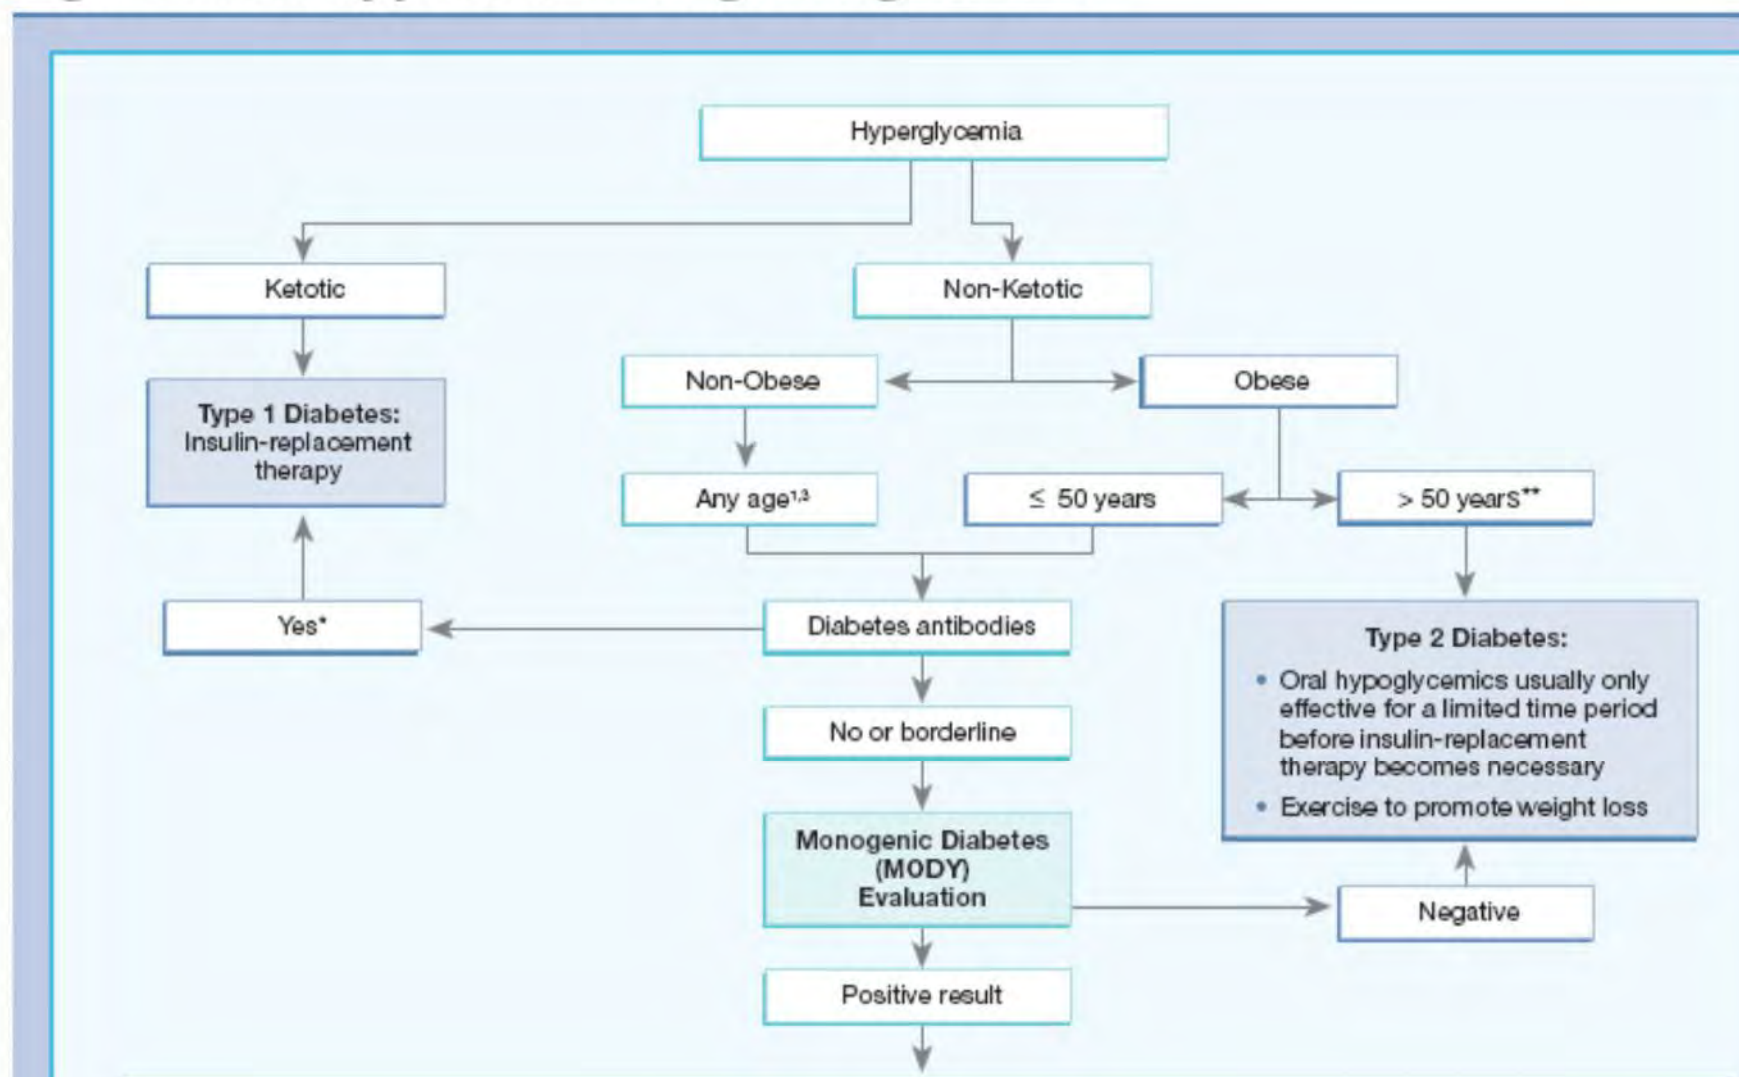 Hyperglycemia
Ketotic
Non-Ketotic
Non-Obese
Obese
Type 1 Diabetes:
Insulin-replacement
therapy
Any age¹,³
≤ 50 years
> 50 years**
Yes*
Diabetes antibodies
Type 2 Diabetes:
• Oral hypoglycemics usually only
effective for a limited time period
before insulin-replacement
therapy becomes necessary
• Exercise to promote weight loss
No or borderline
Monogenic Diabetes
(MODY)
Evaluation
Negative
Positive result